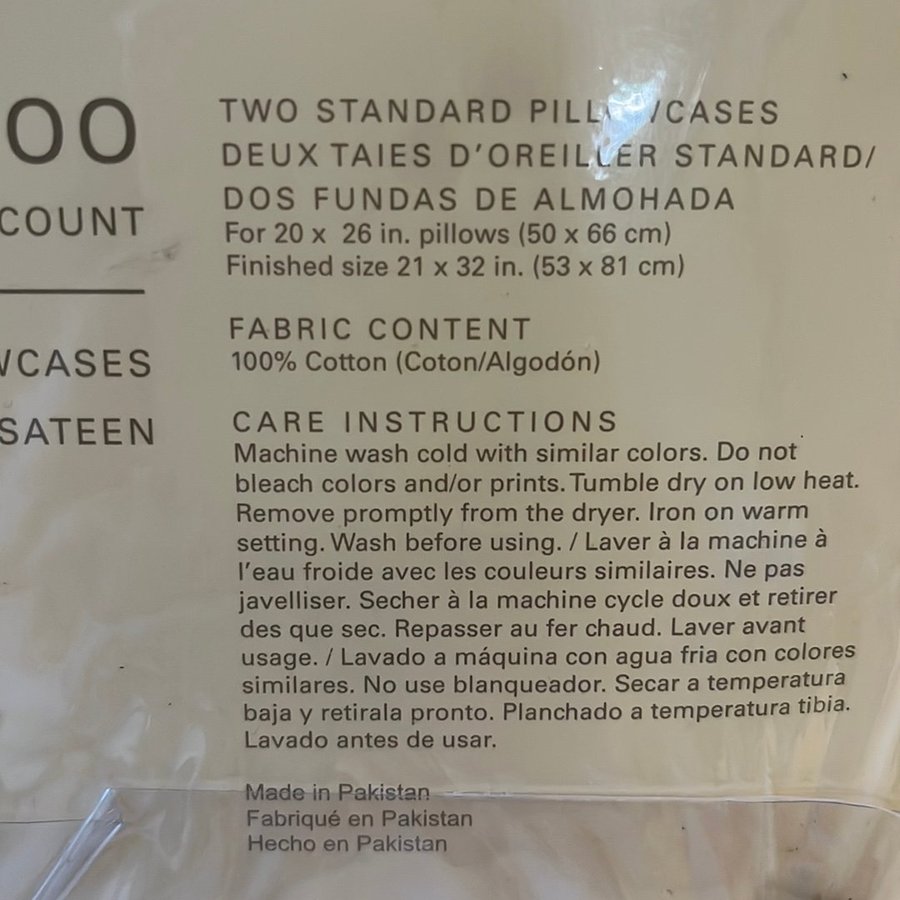 OO
COUNT
WCASES
SATEEN
TWO STANDARD PILLOWCASES
DEUX TAIES D'OREILLER STANDARD/
DOS FUNDAS DE ALMOHADA
For 20 x 26 in. pillows (50 x 66 cm)
Finished size 21 x 32 in. (53 x 81 cm)
FABRIC CONTENT
100% Cotton (Coton/Algodón)
CARE INSTRUCTIONS
Machine wash cold with similar colors. Do not
bleach colors and/or prints. Tumble dry on low heat.
Remove promptly from the dryer. Iron on warm
setting. Wash before using. / Laver à la machine à
l'eau froide avec les couleurs similaires. Ne pas
javelliser. Secher à la machine cycle doux et retirer
des que sec. Repasser au fer chaud. Laver avant
usage. / Lavado a máquina con agua fria con colores
similares. No use blanqueador. Secar a temperatura
baja y retirala pronto. Planchado a temperatura tibia.
Lavado antes de usar.
Made in Pakistan
Fabriqué en Pakistan
Hecho en Pakistan